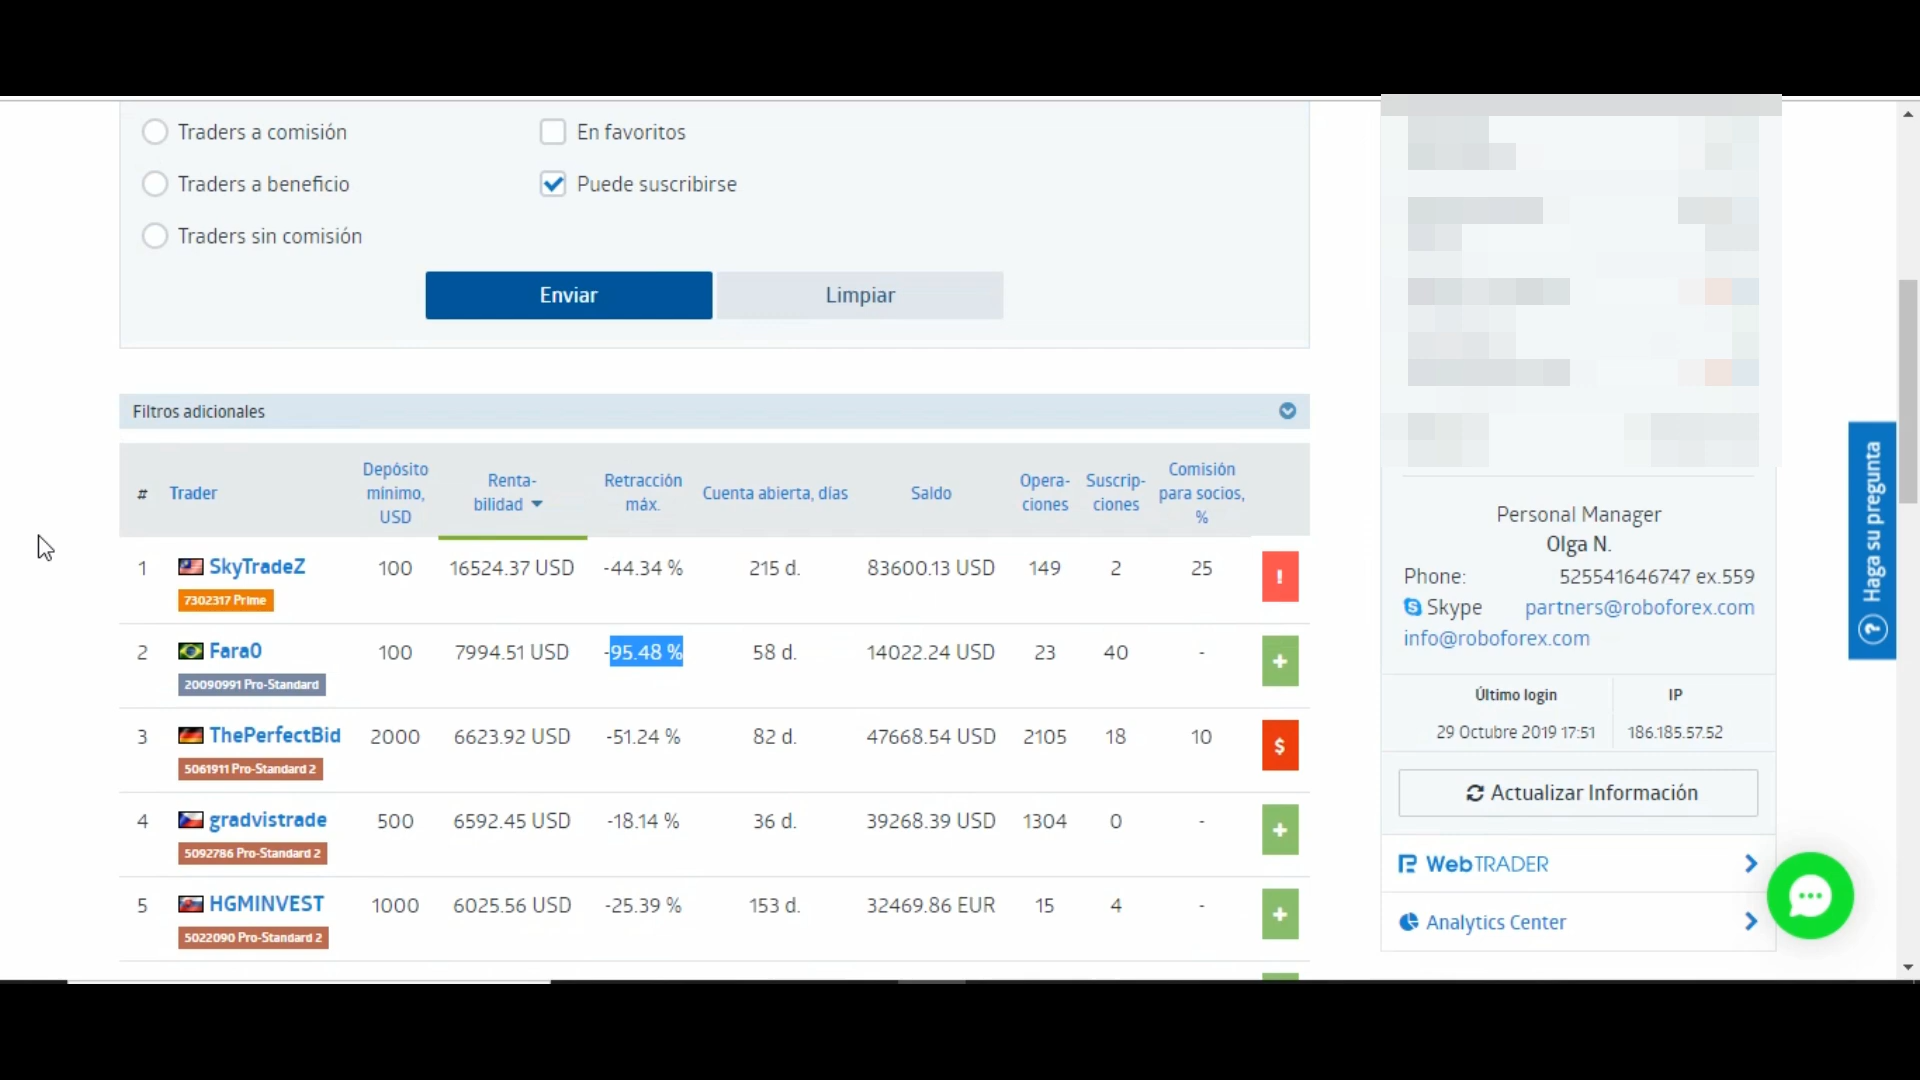 Traders a comisión
En favoritos
Traders a beneficio
Puede suscribirse
Traders sin comisión
Enviar
Limpiar
Filtros adicionales
# Trader Depósito mínimo, USD Renta-bilidad Retracción máx. Cuenta abierta, días Saldo Opera-ciones Suscrip-ciones Comisión para socios, %
1 SkyTradeZ 100 16524.37 USD -44.34 % 215 d. 83600.13 USD 149 2 25 !
7302317 Prime
2 Fara0 100 7994.51 USD -95.48 % 58 d. 14022.24 USD 23 40 - +
20090991 Pro-Standard
3 ThePerfectBid 2000 6623.92 USD -51.24 % 82 d. 47668.54 USD 2105 18 10 $
5061911 Pro-Standard 2
4 gradvistrade 500 6592.45 USD -18.14 % 36 d. 39268.39 USD 1304 0 - +
5092786 Pro-Standard 2
5 HGMINVEST 1000 6025.56 USD -25.39 % 153 d. 32469.86 EUR 15 4 - +
5022090 Pro-Standard 2
Personal Manager
Olga N.
Phone: 525541646747 ex.559
Skype partners@roboforex.com
info@roboforex.com
Último login IP
29 Octubre 2019 17:51 186.185.57.52
Actualizar Información
WebTRADER
Analytics Center
Haga su pregunta
?